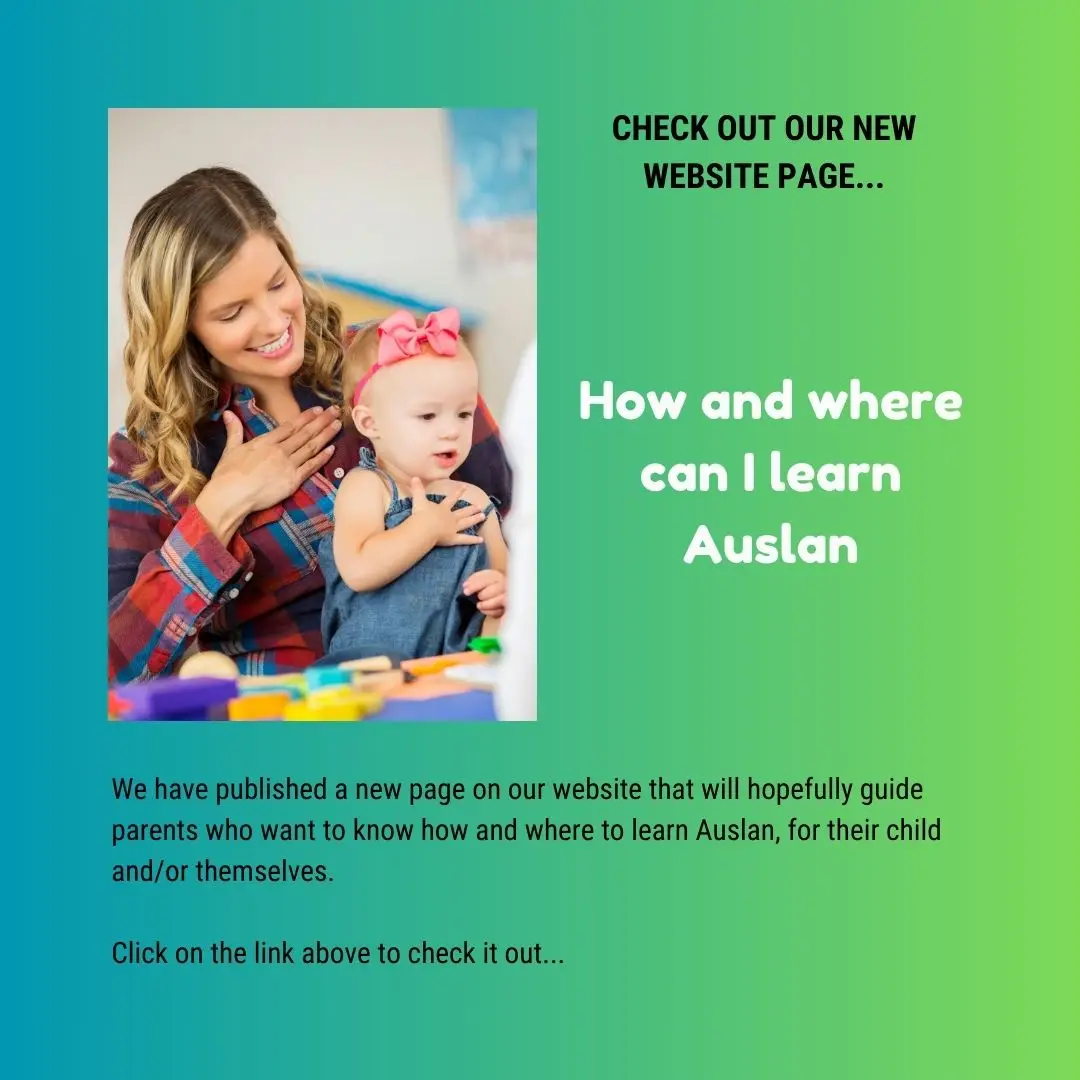 CHECK OUT OUR NEW
WEBSITE PAGE...
How and where
can I learn
Auslan
We have published a new page on our website that will hopefully guide
parents who want to know how and where to learn Auslan, for their child
and/or themselves.
Click on the link above to check it out...